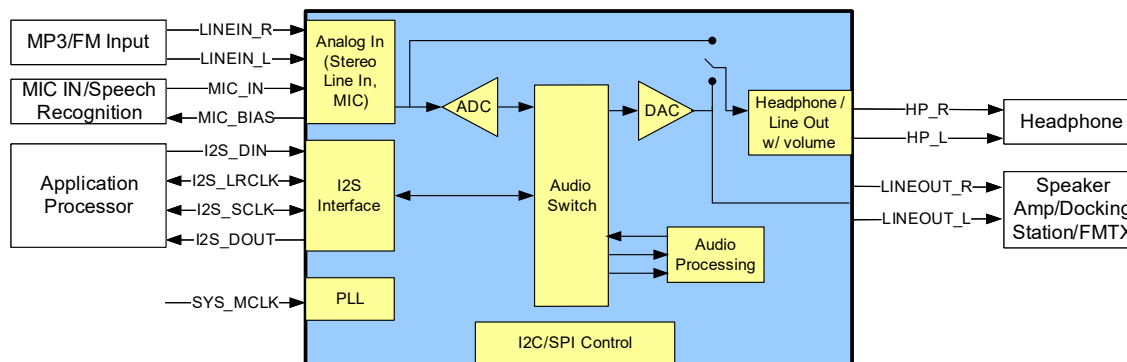 MP3/FM Input
LINEIN_R
LINEIN_L
MIC IN/Speech
Recognition
MIC_IN
MIC_BIAS
Application
Processor
I2S_DIN
I2S_LRCLK
I2S_SCLK
I2S_DOUT
SYS_MCLK
Analog In
(Stereo
Line In,
MIC)
I2S
Interface
PLL
ADC
Audio
Switch
DAC
Audio
Processing
I2C/SPI Control
Headphone /
Line Out
w/ volume
HP_R
HP_L
LINEOUT_R
LINEOUT_L
Headphone
Speaker
Amp/Docking
Station/FMTX